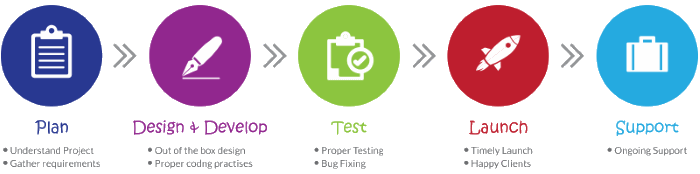 Plan
• Understand Project
• Gather requirements
Design & Develop
• Out of the box design
• Proper codng practises
Test
• Proper Testing
• Bug Fixing
Launch
• Timely Launch
• Happy Clients
Support
• Ongoing Support